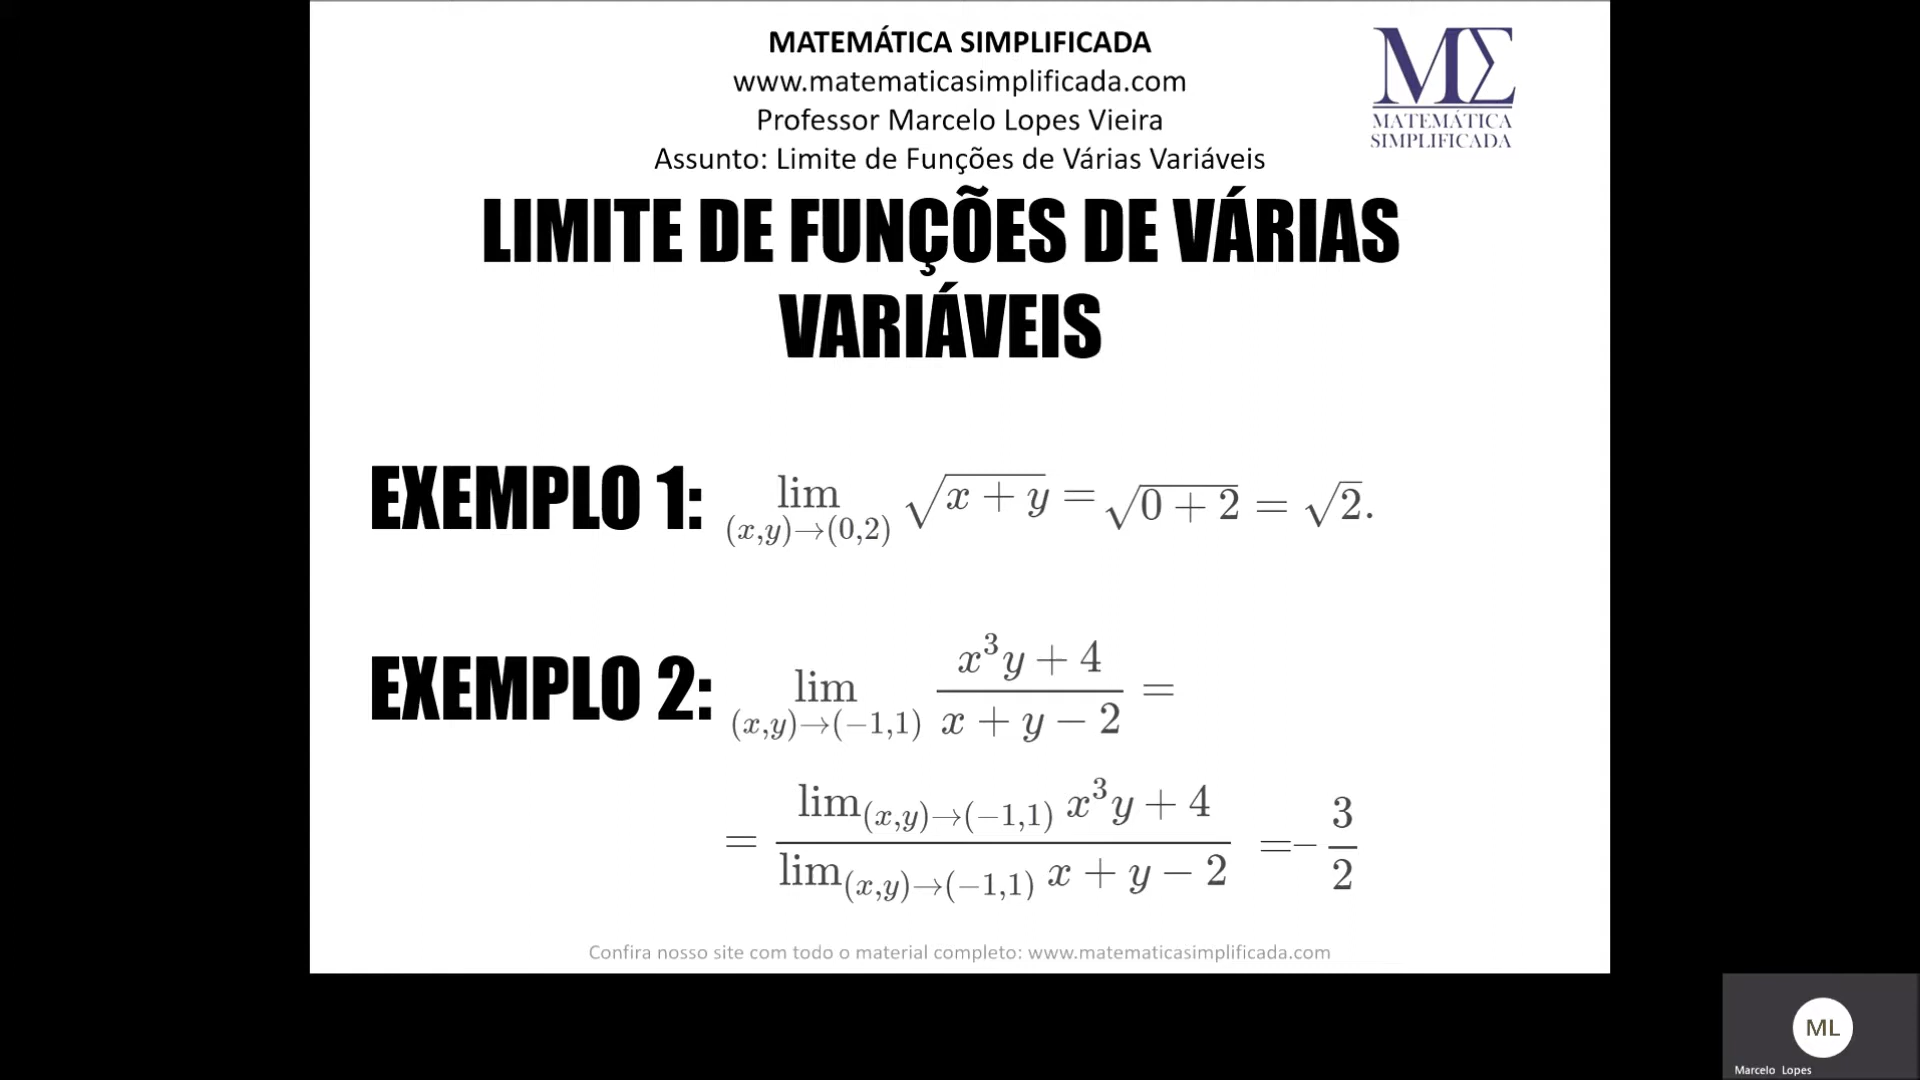 MATEMÁTICA SIMPLIFICADA
www.matematicasimplificada.com
Professor Marcelo Lopes Vieira
Assunto: Limite de Funções de Várias Variáveis
MΣ
MATEMÁTICA
SIMPLIFICADA
LIMITE DE FUNÇÕES DE VÁRIAS
VARIÁVEIS
EXEMPLO 1: lim_(x,y)→(0,2) √(x + y) = √(0 + 2) = √2.
EXEMPLO 2: lim_(x,y)→(−1,1) (x³y + 4)/(x + y − 2) =
= (lim_(x,y)→(−1,1) x³y + 4)/(lim_(x,y)→(−1,1) x + y − 2) =− 3/2
Confira nosso site com todo o material completo: www.matematicasimplificada.com
ML
Marcelo Lopes